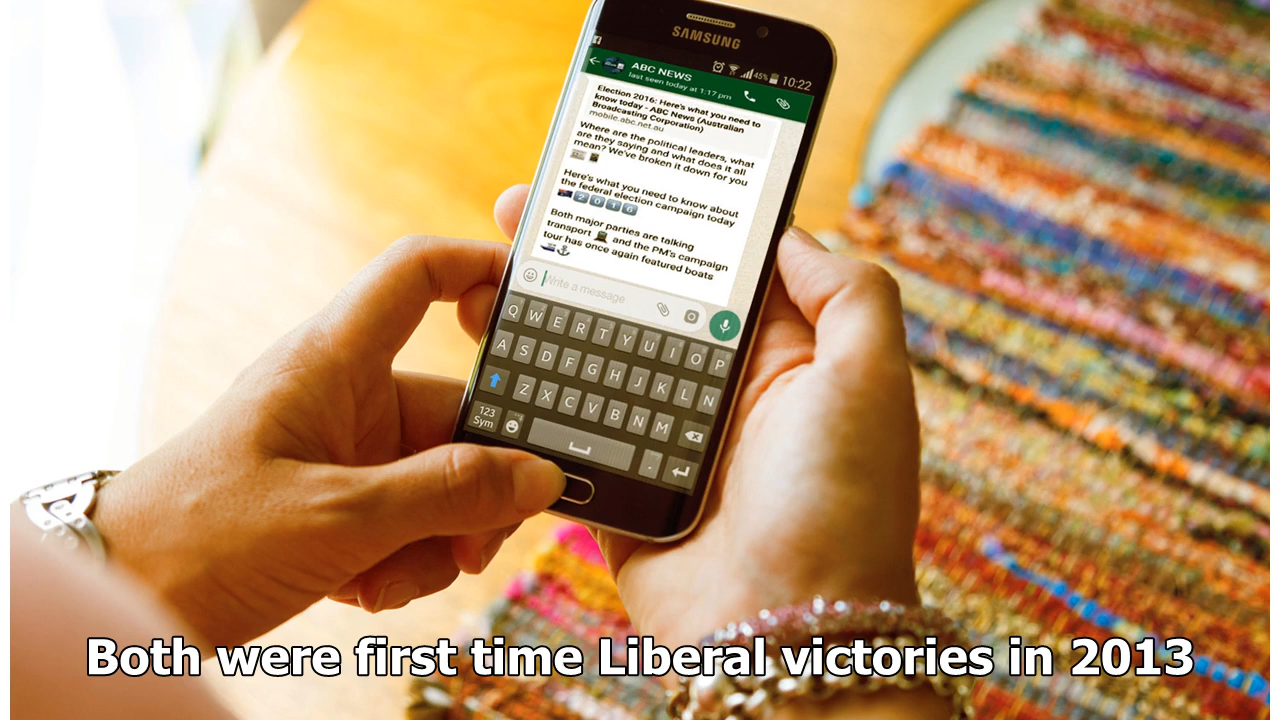 SAMSUNG
45% 10:22
ABC NEWS
last seen today at 1:17 pm
Election 2016: Here's what you need to
know today - ABC News (Australian
Broadcasting Corporation)
mobile.abc.net.au
Where are the political leaders, what
are they saying and what does it all
mean? We've broken it down for you
Here's what you need to know about
the federal election campaign today
2016
Both major parties are talking
transport and the PM's campaign
tour has once again featured boats
Write a message
Q W E R T Y U I O P
A S D F G H J K L N
Z X C V B N M
123
Sym
.
Both were first time Liberal victories in 2013